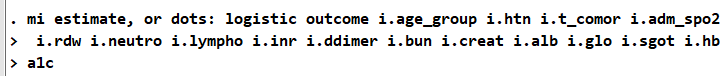 . mi estimate, or dots: logistic outcome i.age_group i.htn i.t_comor i.adm_spo2
> i.rdw i.neutro i.lympho i.inr i.ddimer i.bun i.creat i.alb i.glo i.sgot i.hb
> a1c